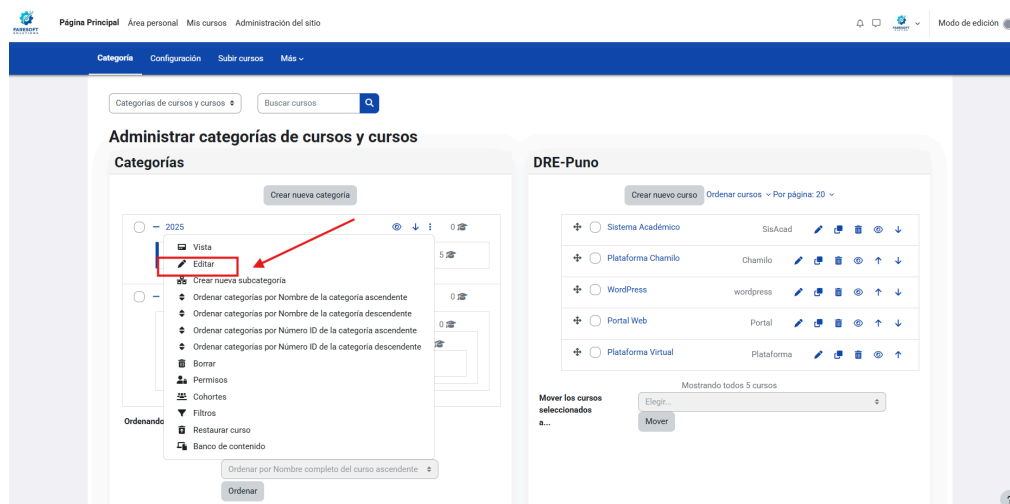 PARESOFT
SOLUTIONS
Página Principal Área personal Mis cursos Administración del sitio
Modo de edición
Categoría Configuración Subir cursos Más
Categorías de cursos y cursos
Buscar cursos
Administrar categorías de cursos y cursos
Categorías
Crear nueva categoría
2025
0
Vista
5
Editar
Crear nueva subcategoría
0
Ordenar categorías por Nombre de la categoría ascendente
Ordenar categorías por Nombre de la categoría descendente
0
Ordenar categorías por Número ID de la categoría ascendente
Ordenar categorías por Número ID de la categoría descendente
Borrar
Permisos
Cohortes
Filtros
Ordenando
Restaurar curso
Banco de contenido
Ordenar por Nombre completo del curso ascendente
Ordenar
DRE-Puno
Crear nuevo curso Ordenar cursos Por página: 20
Sistema Académico SisAcad
Plataforma Chamilo Chamilo
WordPress wordpress
Portal Web Portal
Plataforma Virtual Plataforma
Mostrando todos 5 cursos
Mover los cursos
seleccionados
a...
Elegir...
Mover
?